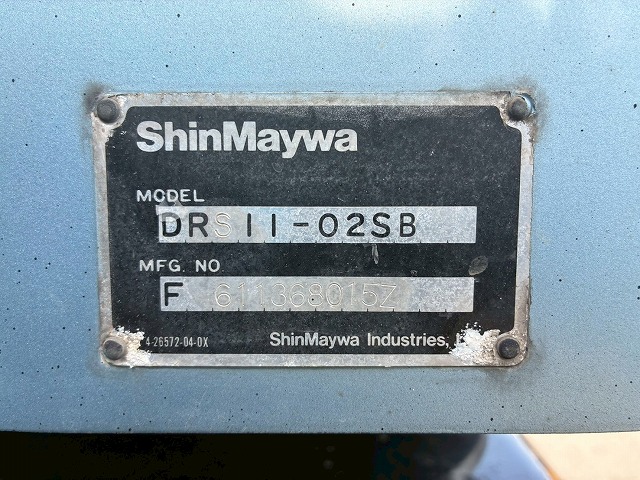 ShinMaywa
MODEL
DRS11-02SB
MFG. NO
F 611368015Z
4-26572-04-0X
ShinMaywa Industries,